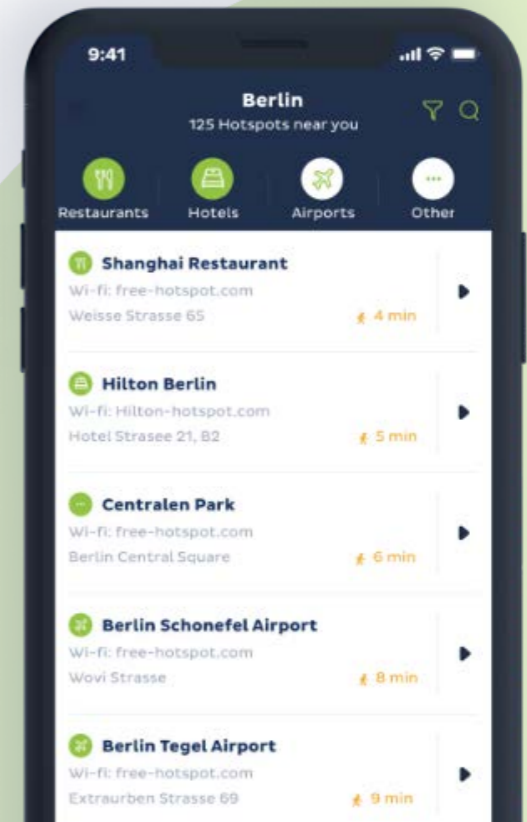 9:41
Berlin
125 Hotspots near you
Restaurants
Hotels
Airports
Other
Shanghai Restaurant
Wi-fi: free-hotspot.com
Weisse Strasse 65
4 min
Hilton Berlin
Wi-fi: Hilton-hotspot.com
Hotel Strasee 21, B2
5 min
Centralen Park
Wi-fi: free-hotspot.com
Berlin Central Square
6 min
Berlin Schonefel Airport
Wi-fi: free-hotspot.com
Wovi Strasse
8 min
Berlin Tegel Airport
Wi-fi: free-hotspot.com
Extraurben Strasse 69
9 min